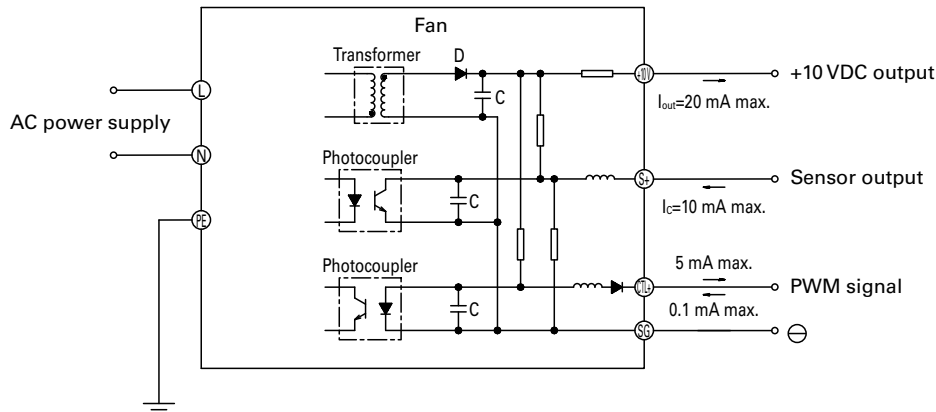 Fan
Transformer
D
+10V
+10 VDC output
C
Iout=20 mA max.
L
AC power supply
N
Photocoupler
S+
Sensor output
C
IC=10 mA max.
PE
Photocoupler
5 mA max.
CTL+
PWM signal
C
0.1 mA max.
SG
⊖